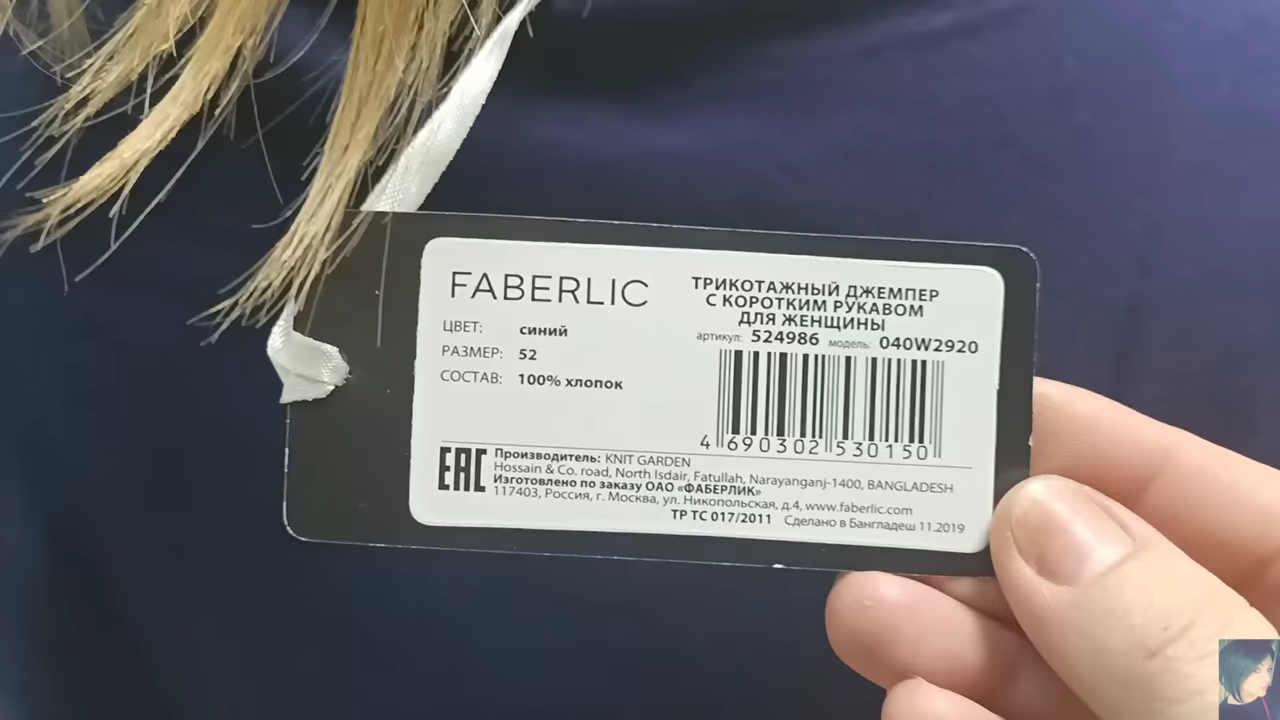 FABERLIC
ЦВЕТ: синий
РАЗМЕР: 52
СОСТАВ: 100% хлопок
ТРИКОТАЖНЫЙ ДЖЕМПЕР
С КОРОТКИМ РУКАВОМ
ДЛЯ ЖЕНЩИНЫ
артикул: 524986 модель: 040W2920
4 690302 530150
EAC
Производитель: KNIT GARDEN
Hossain & Co. road, North Isdair, Fatullah, Narayanganj-1400, BANGLADESH
Изготовлено по заказу ОАО «ФАБЕРЛИК»
117403, Россия, г. Москва, ул. Никопольская, д.4, www.faberlic.com
ТР ТС 017/2011 Сделано в Бангладеш 11.2019